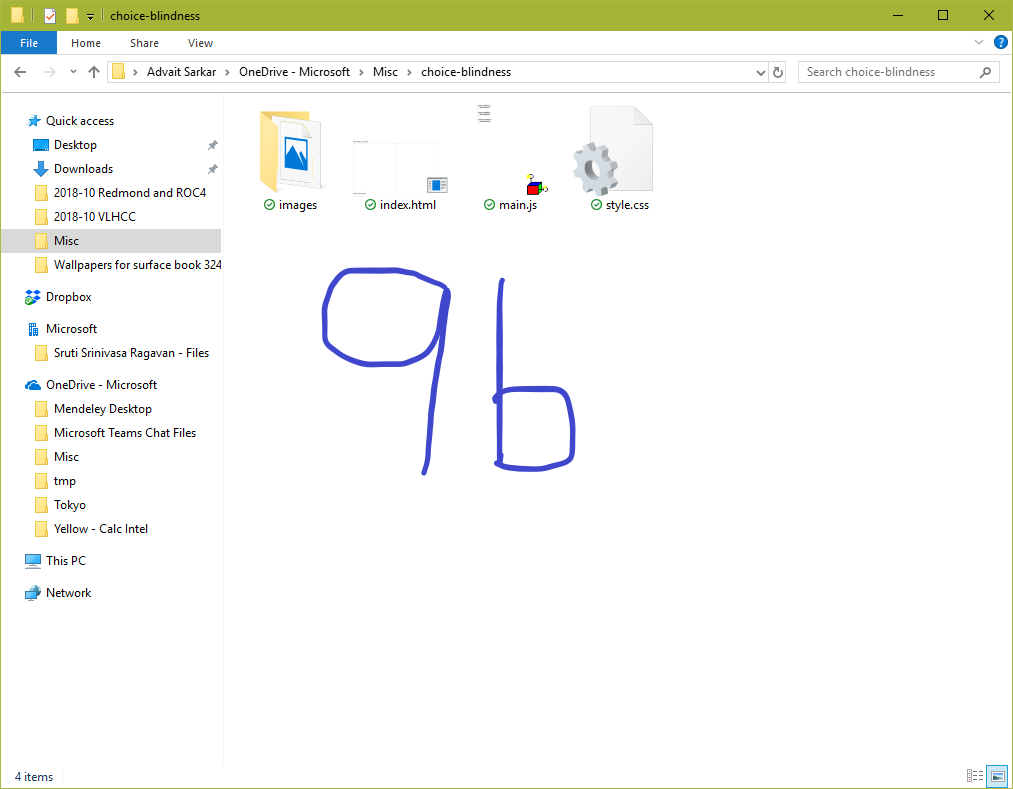 choice-blindness
File Home Share View
Advait Sarkar > OneDrive - Microsoft > Misc > choice-blindness
Search choice-blindness
Quick access
Desktop
Downloads
2018-10 Redmond and ROC4
2018-10 VLHCC
Misc
Wallpapers for surface book 324
Dropbox
Microsoft
Sruti Srinivasa Ragavan - Files
OneDrive - Microsoft
Mendeley Desktop
Microsoft Teams Chat Files
Misc
tmp
Tokyo
Yellow - Calc Intel
This PC
Network
images index.html main.js style.css
9b
4 items